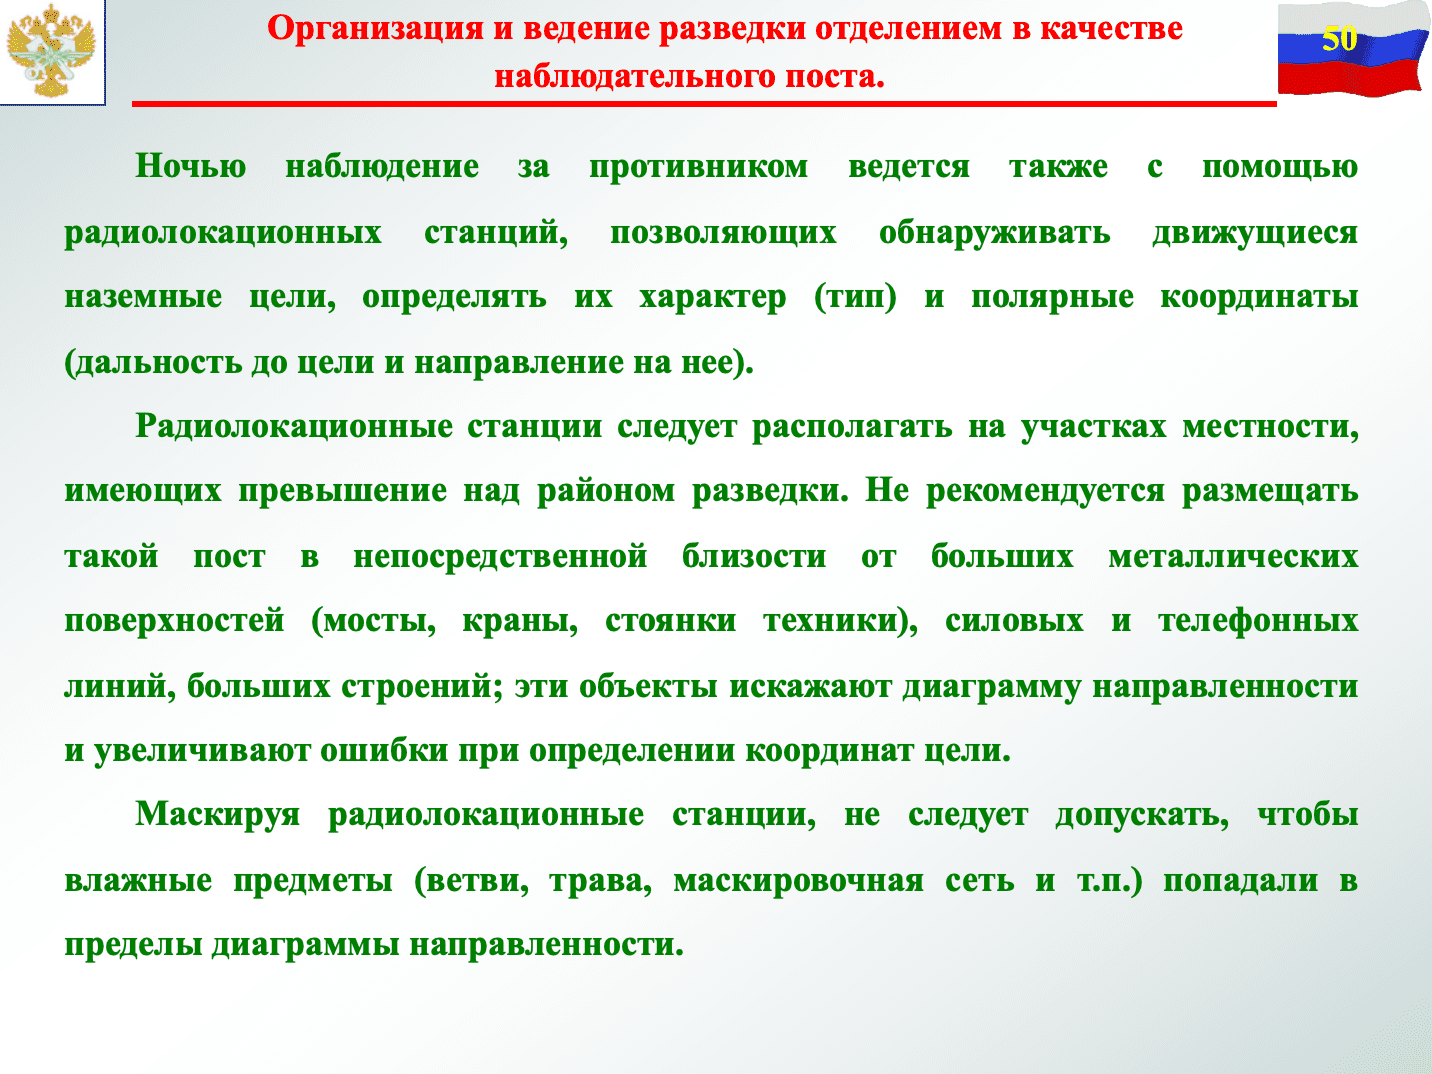 Организация и ведение разведки отделением в качестве
наблюдательного поста.
50
Ночью наблюдение за противником ведется также с помощью
радиолокационных станций, позволяющих обнаруживать движущиеся
наземные цели, определять их характер (тип) и полярные координаты
(дальность до цели и направление на нее).
Радиолокационные станции следует располагать на участках местности,
имеющих превышение над районом разведки. Не рекомендуется размещать
такой пост в непосредственной близости от больших металлических
поверхностей (мосты, краны, стоянки техники), силовых и телефонных
линий, больших строений; эти объекты искажают диаграмму направленности
и увеличивают ошибки при определении координат цели.
Маскируя радиолокационные станции, не следует допускать, чтобы
влажные предметы (ветви, трава, маскировочная сеть и т.п.) попадали в
пределы диаграммы направленности.